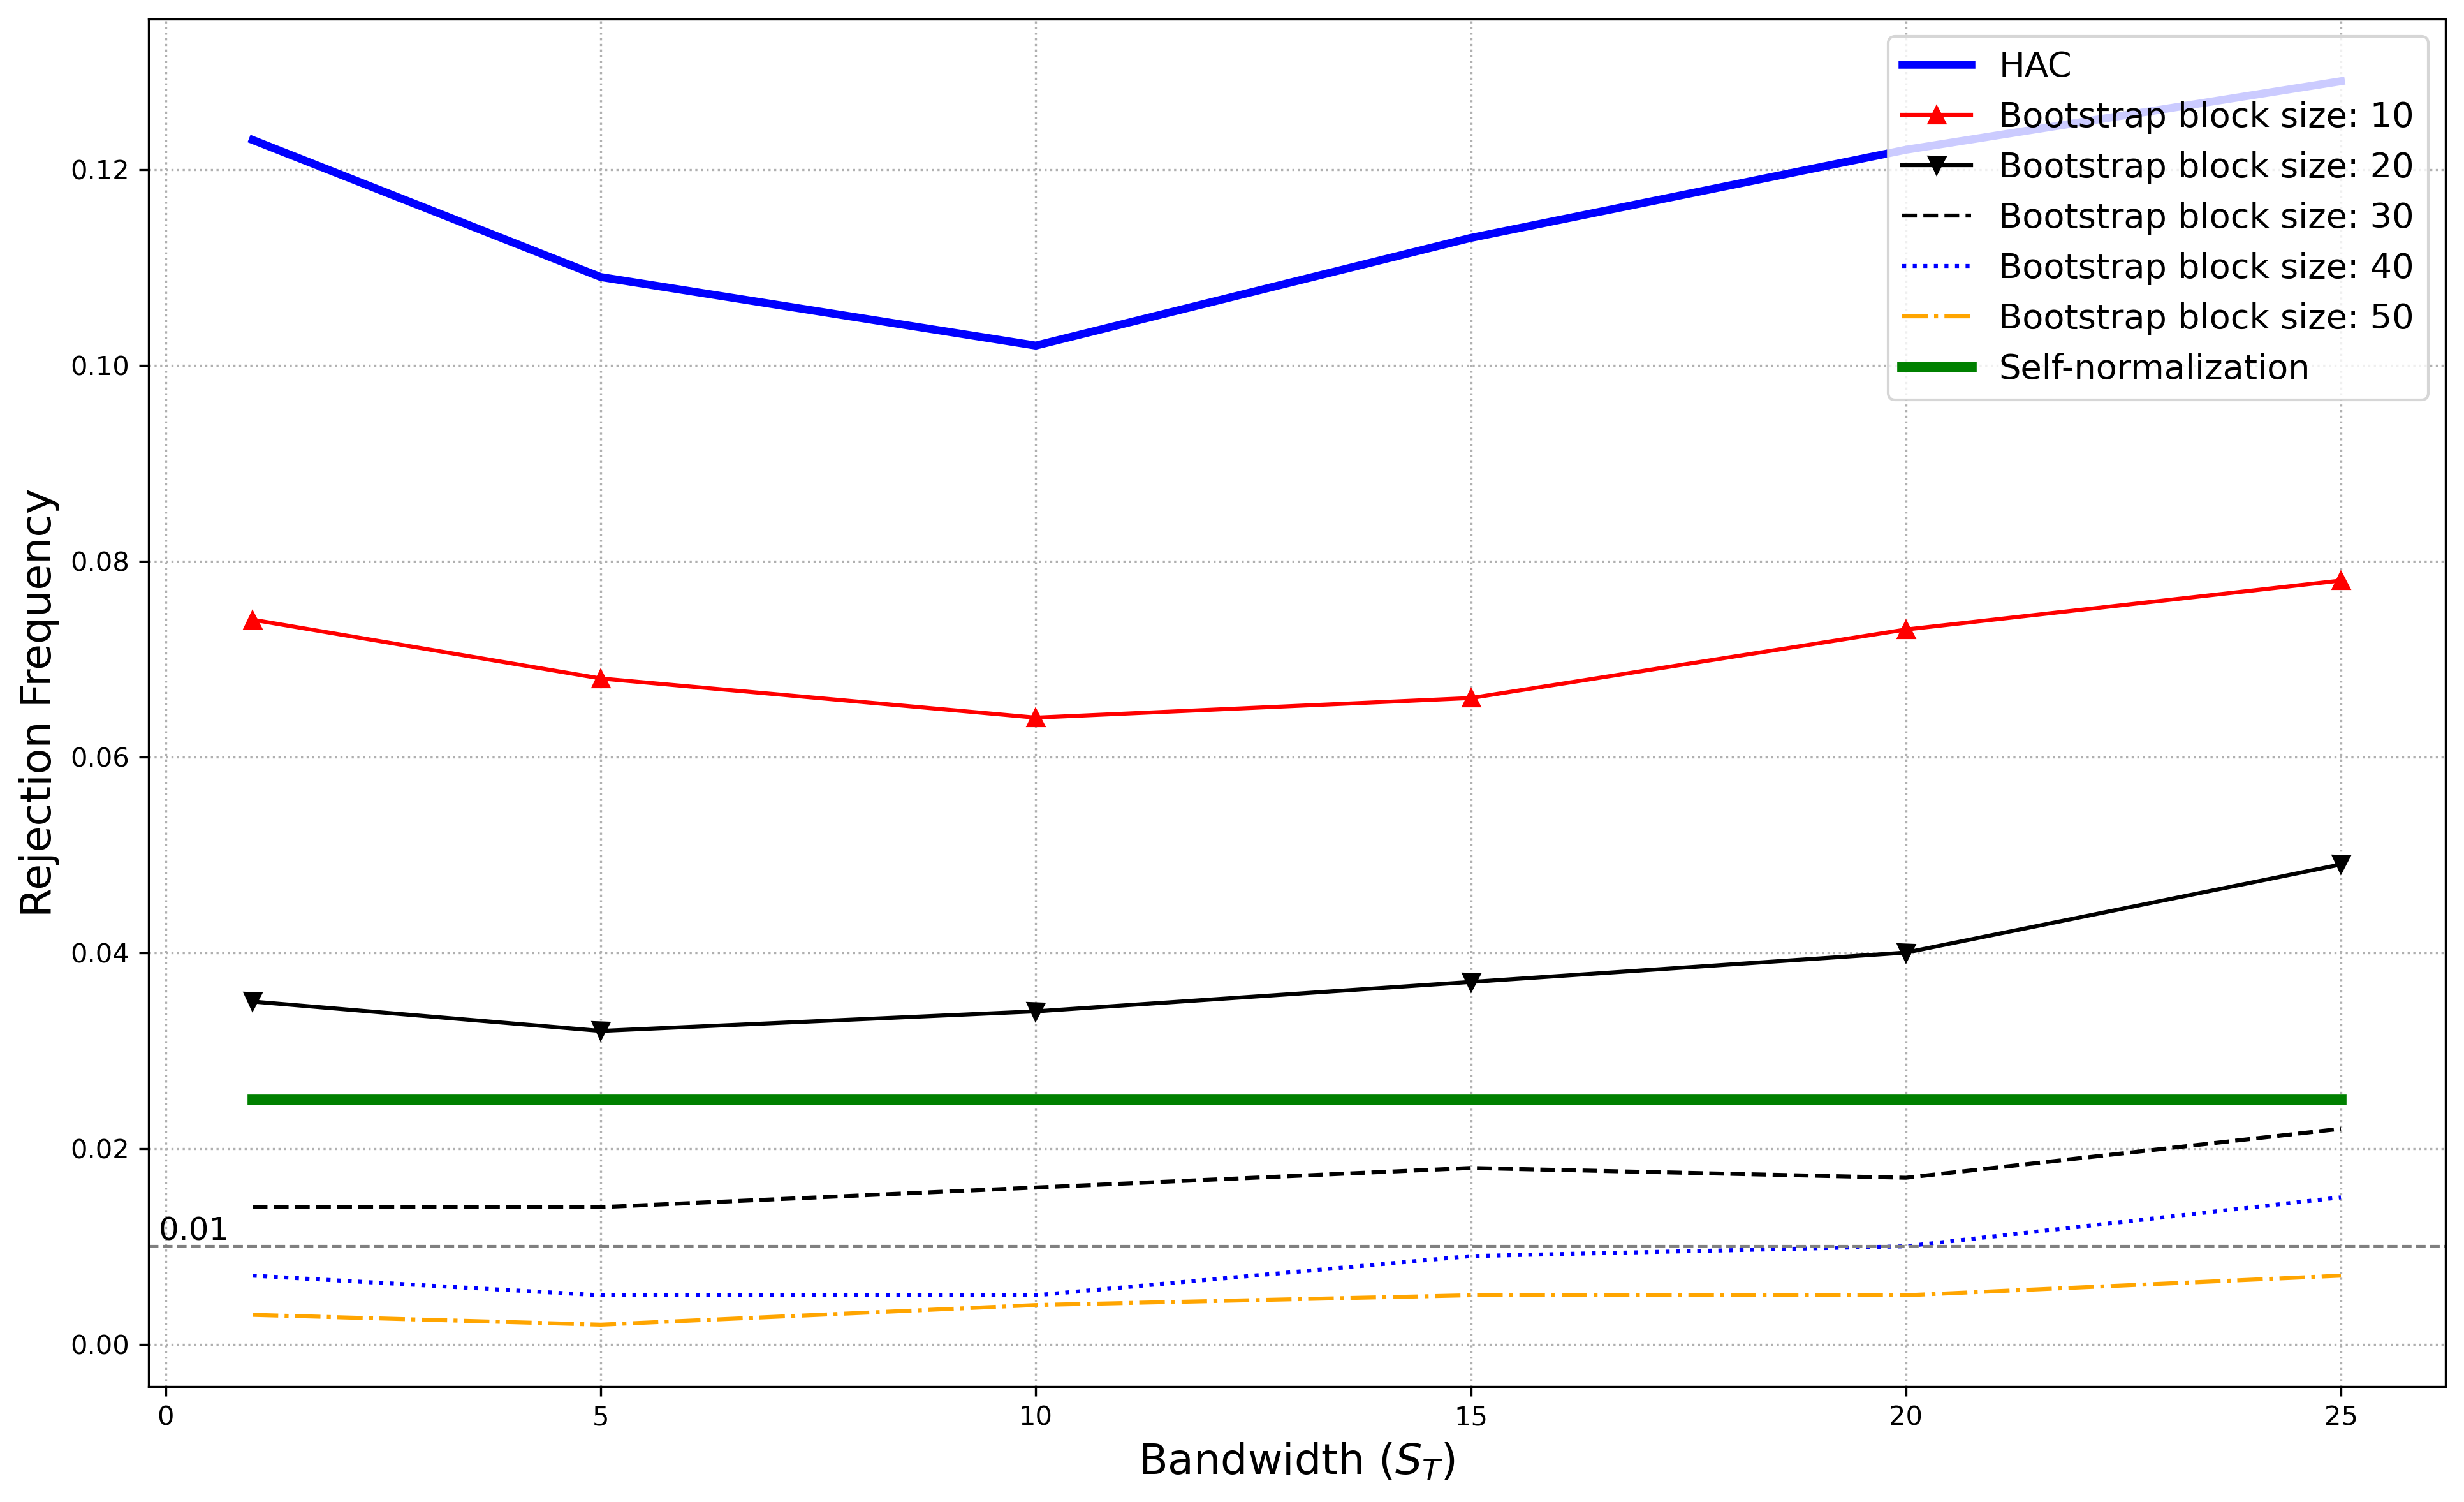 HAC
Bootstrap block size: 10
Bootstrap block size: 20
Bootstrap block size: 30
Bootstrap block size: 40
Bootstrap block size: 50
Self-normalization
Rejection Frequency
0.12
0.10
0.08
0.06
0.04
0.02
0.01
0.00
0 5 10 15 20 25
Bandwidth (S_T)